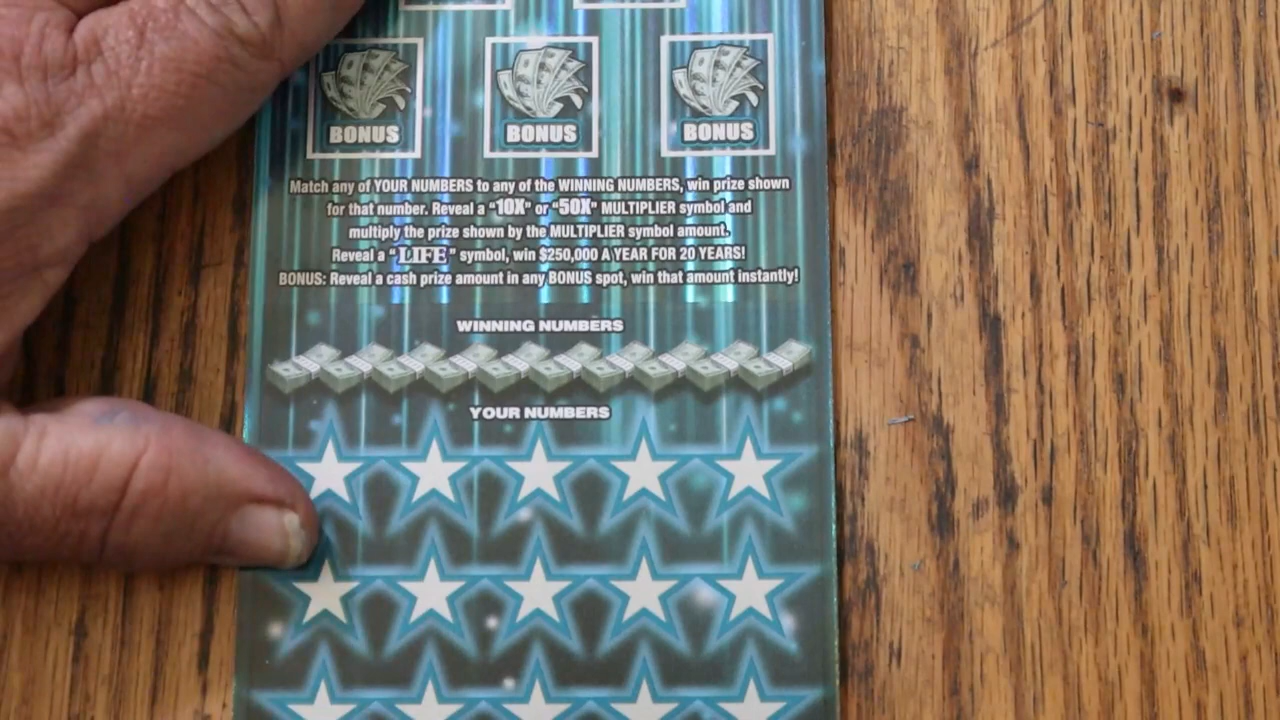 BONUS BONUS BONUS
Match any of YOUR NUMBERS to any of the WINNING NUMBERS, win prize shown
for that number. Reveal a "10X" or "50X" MULTIPLIER symbol and
multiply the prize shown by the MULTIPLIER symbol amount.
Reveal a "LIFE" symbol, win $250,000 A YEAR FOR 20 YEARS!
BONUS: Reveal a cash prize amount in any BONUS spot, win that amount instantly!
WINNING NUMBERS
YOUR NUMBERS